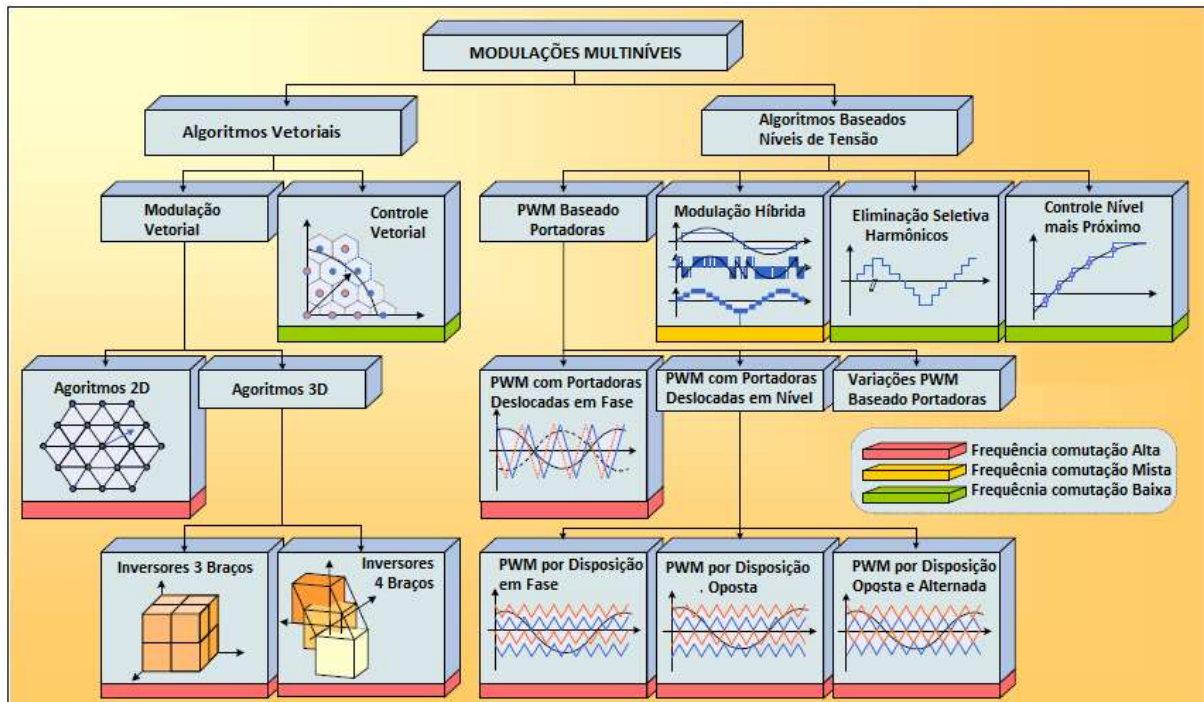 MODULAÇÕES MULTINÍVEIS
Algoritmos Vetoriais
Algoritmos Baseados
Níveis de Tensão
Modulação
Vetorial
Controle
Vetorial
PWM Baseado
Portadoras
Modulação Híbrida
Eliminação Seletiva
Harmônicos
Controle Nível
mais Próximo
Agoritmos 2D
Agoritmos 3D
PWM com Portadoras
Deslocadas em Fase
PWM com Portadoras
Deslocadas em Nível
Variações PWM
Baseado Portadoras
Frequência comutação Alta
Frequêcnia comutação Mista
Frequêcnia comutação Baixa
Inversores 3 Braços
Inversores
4 Braços
PWM por Disposição
em Fase
PWM por Disposição
. Oposta
PWM por Disposição
Oposta e Alternada